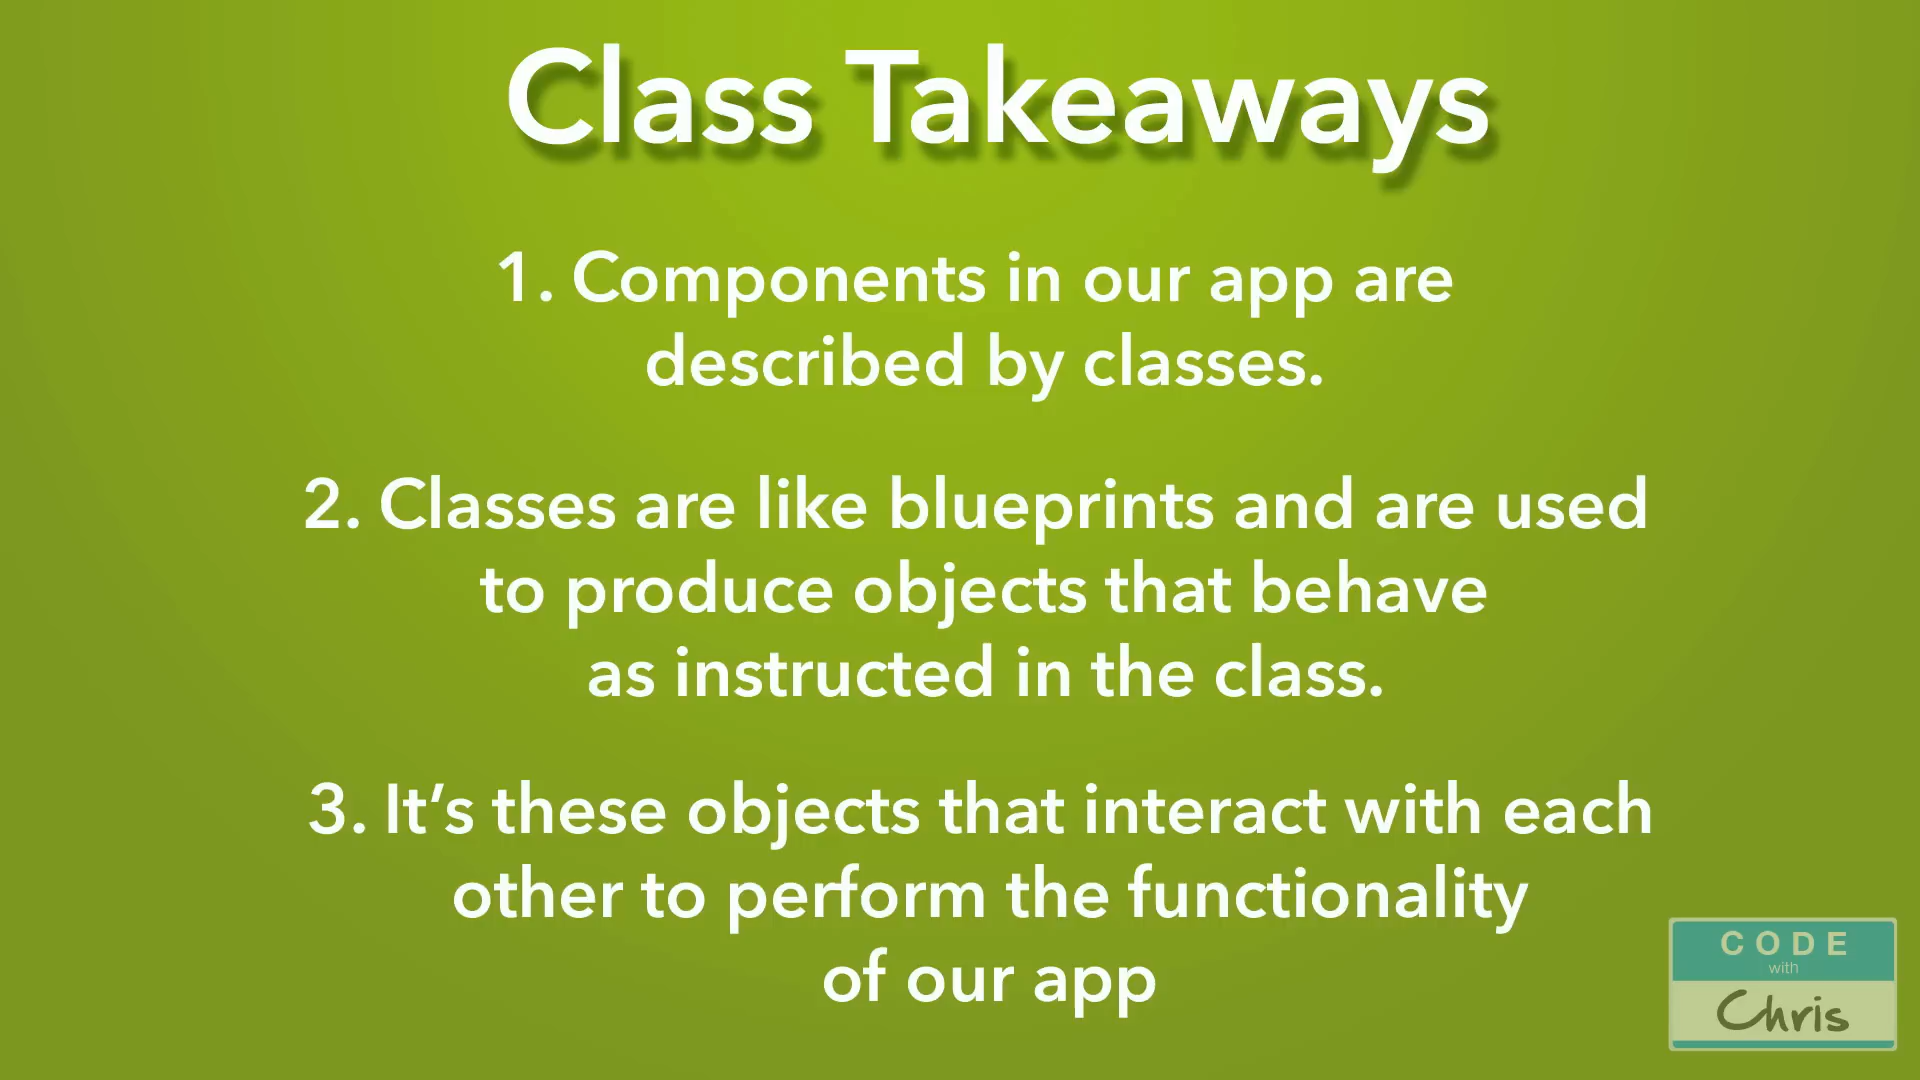 Class Takeaways
1. Components in our app are
described by classes.
2. Classes are like blueprints and are used
to produce objects that behave
as instructed in the class.
3. It’s these objects that interact with each
other to perform the functionality
of our app
CODE
with
Chris